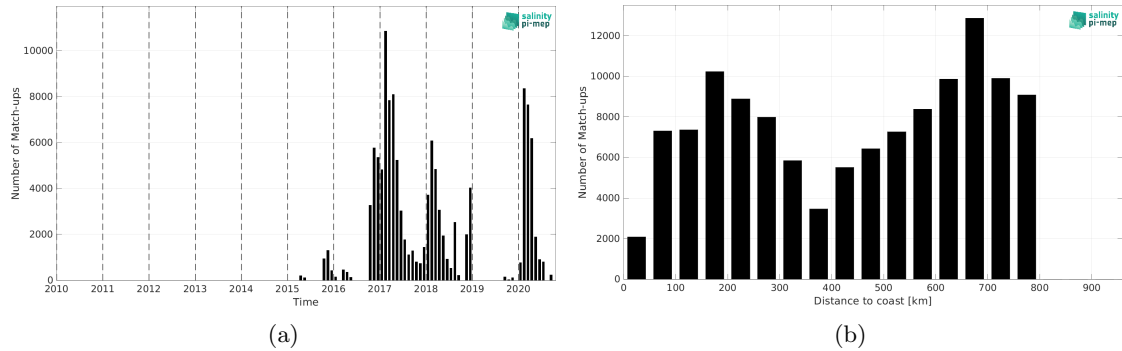 salinity
pi-mep
Number of Match-ups
10000
8000
6000
4000
2000
0
2010 2011 2012 2013 2014 2015 2016 2017 2018 2019 2020
Time
(a)
salinity
pi-mep
Number of Match-ups
12000
10000
8000
6000
4000
2000
0
0 100 200 300 400 500 600 700 800 900
Distance to coast [km]
(b)